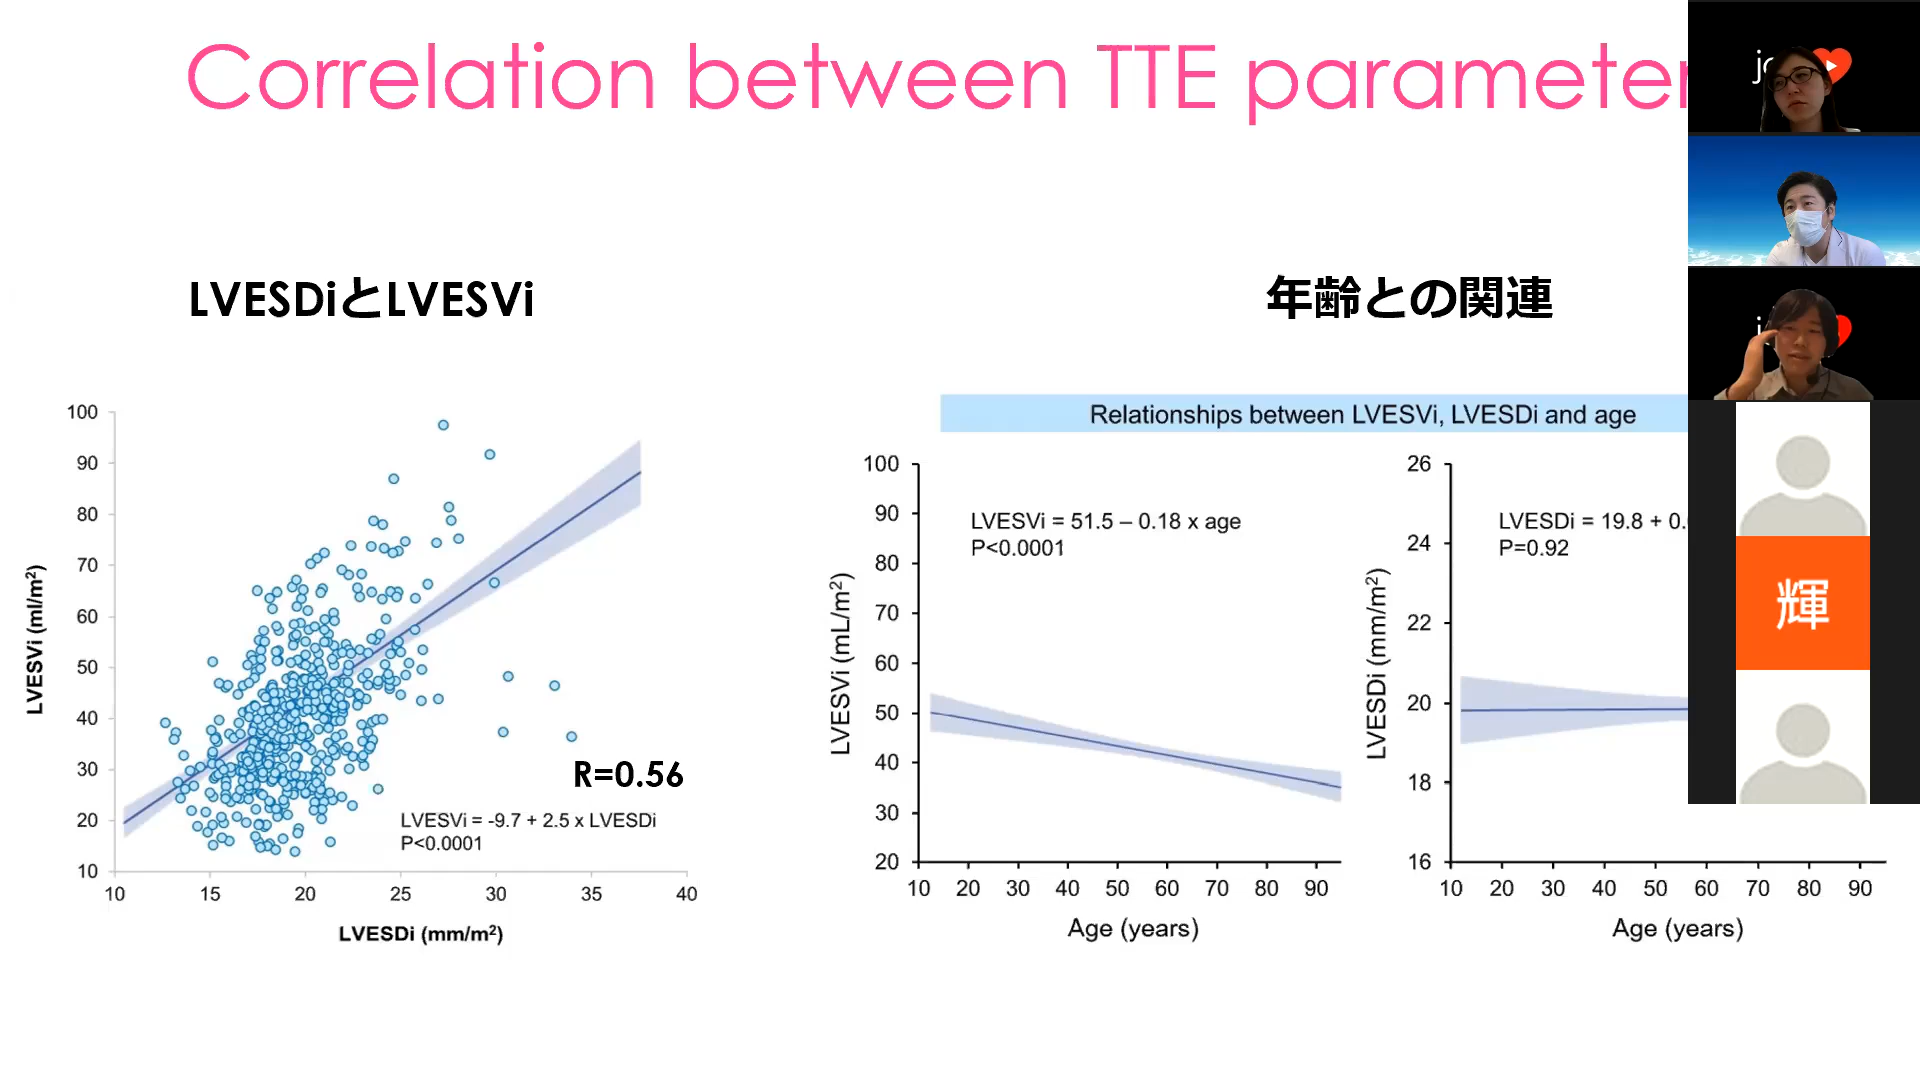 Correlation between TTE parameter
LVESDiとLVESVi
年齢との関連
100
90
80
70
60
50
40
30
20
10
10 15 20 25 30 35 40
LVESVi (ml/m²)
LVESDi (mm/m²)
R=0.56
LVESVi = -9.7 + 2.5 x LVESDi
P<0.0001
Relationships between LVESVi, LVESDi and age
100
90
80
70
60
50
40
30
20
10 20 30 40 50 60 70 80 90
LVESVi (mL/m²)
Age (years)
LVESVi = 51.5 – 0.18 x age
P<0.0001
26
24
22
20
18
16
10 20 30 40 50 60 70 80 90
LVESDi (mm/m²)
Age (years)
LVESDi = 19.8 + 0.
P=0.92
輝